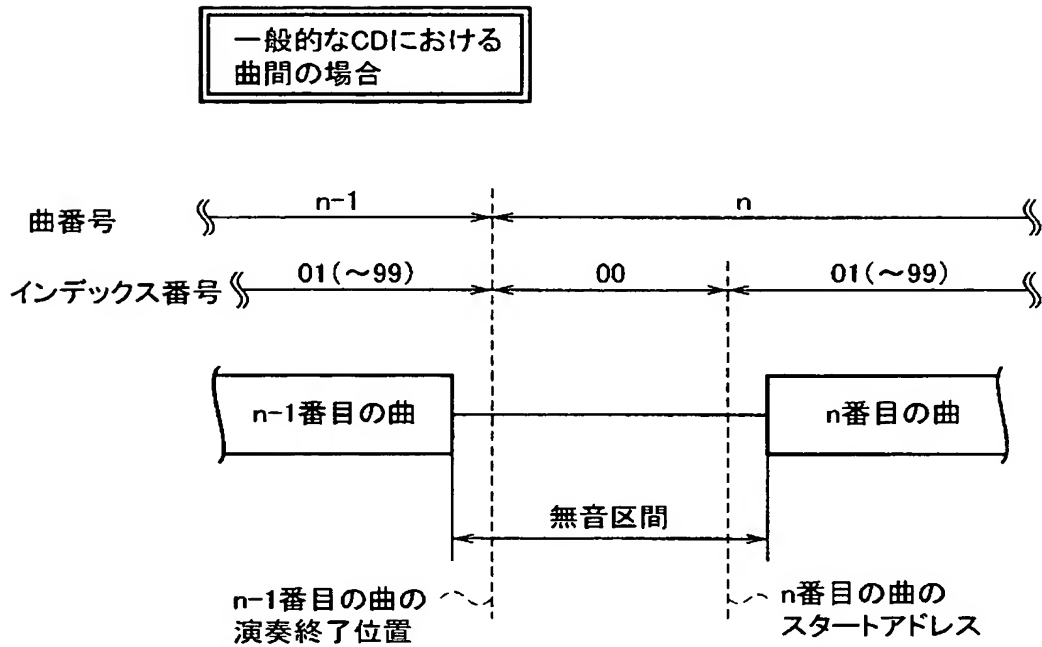 一般的なCDにおける
曲間の場合
曲番号
n-1
n
インデックス番号
01(～99)
00
01(～99)
n-1番目の曲
n番目の曲
無音区間
n-1番目の曲の
演奏終了位置
n番目の曲の
スタートアドレス